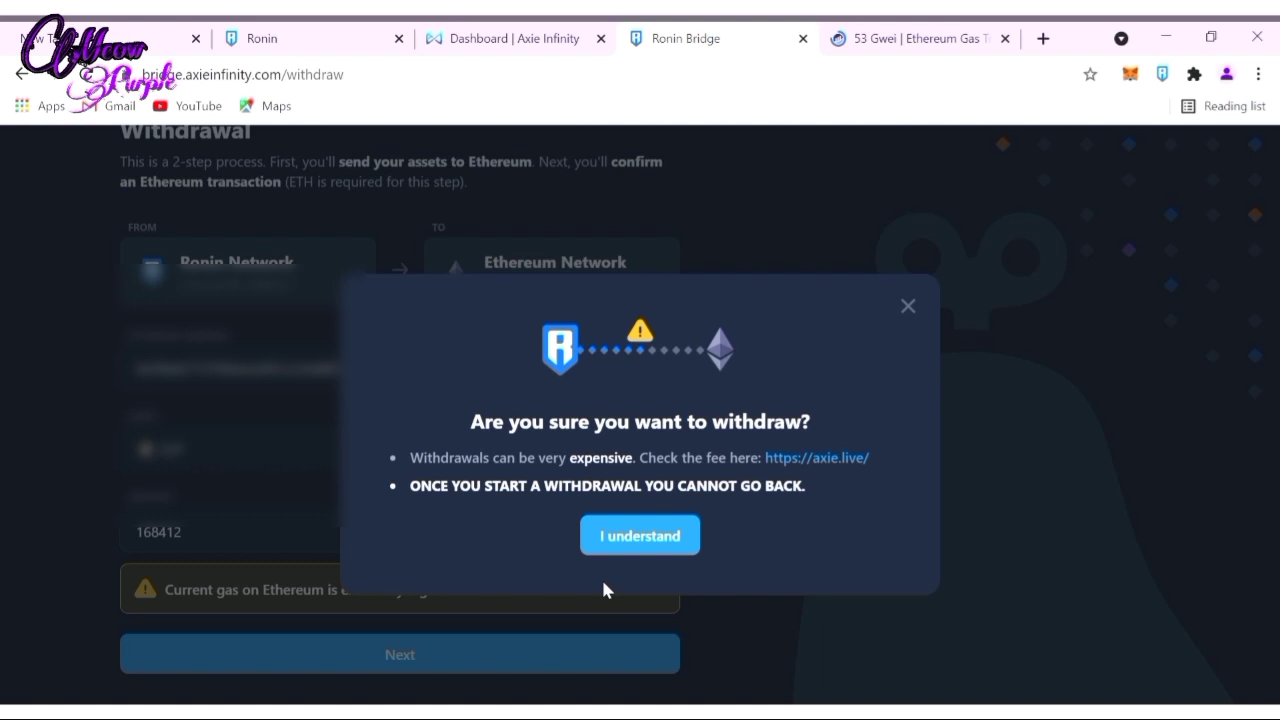 Meow
Purple
Ronin
Dashboard | Axie Infinity
Ronin Bridge
53 Gwei | Ethereum Gas T
bridge.axieinfinity.com/withdraw
Apps
Gmail
YouTube
Maps
Reading list
Withdrawal
This is a 2-step process. First, you'll send your assets to Ethereum. Next, you'll confirm
an Ethereum transaction (ETH is required for this step).
FROM
TO
Ronin Network
Ethereum Network
Are you sure you want to withdraw?
• Withdrawals can be very expensive. Check the fee here: https://axie.live/
• ONCE YOU START A WITHDRAWAL YOU CANNOT GO BACK.
168412
I understand
Current gas on Ethereum is
Next